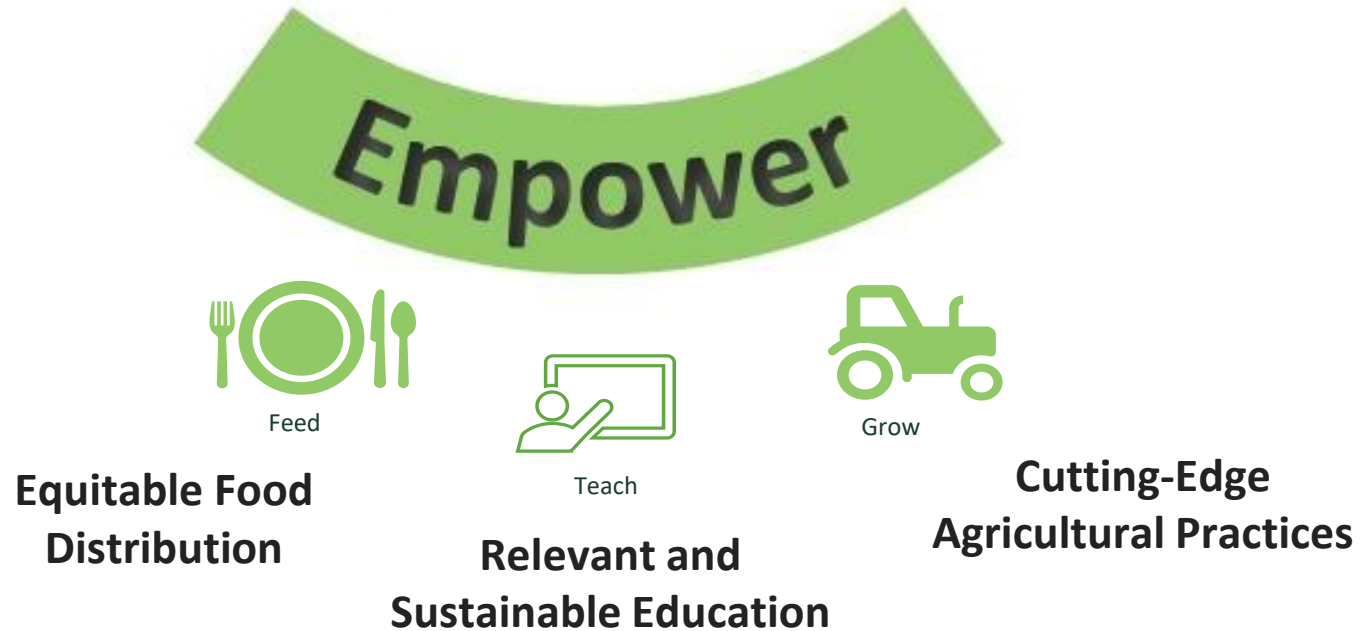 Empower
Feed
Equitable Food
Distribution
Teach
Relevant and
Sustainable Education
Grow
Cutting-Edge
Agricultural Practices